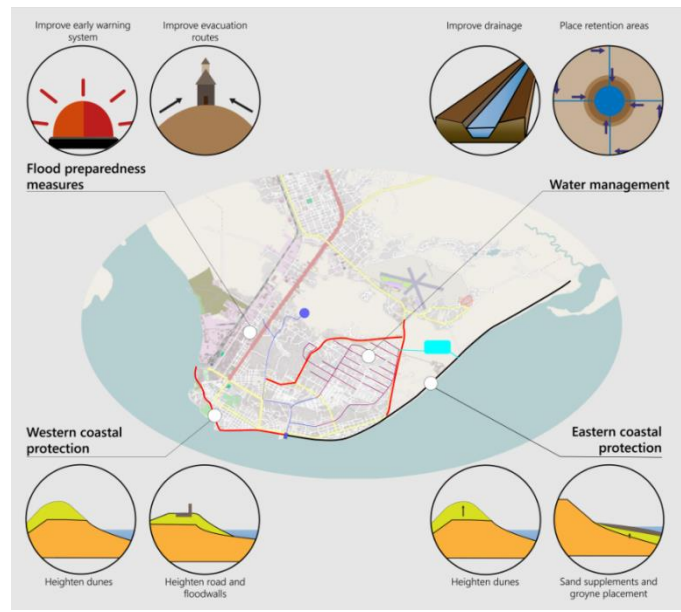 Improve early warning
system
Improve evacuation
routes
Improve drainage
Place retention areas
Flood preparedness
measures
Water management
Western coastal
protection
Eastern coastal
protection
Heighten dunes
Heighten road and
floodwalls
Heighten dunes
Sand supplements and
groyne placement